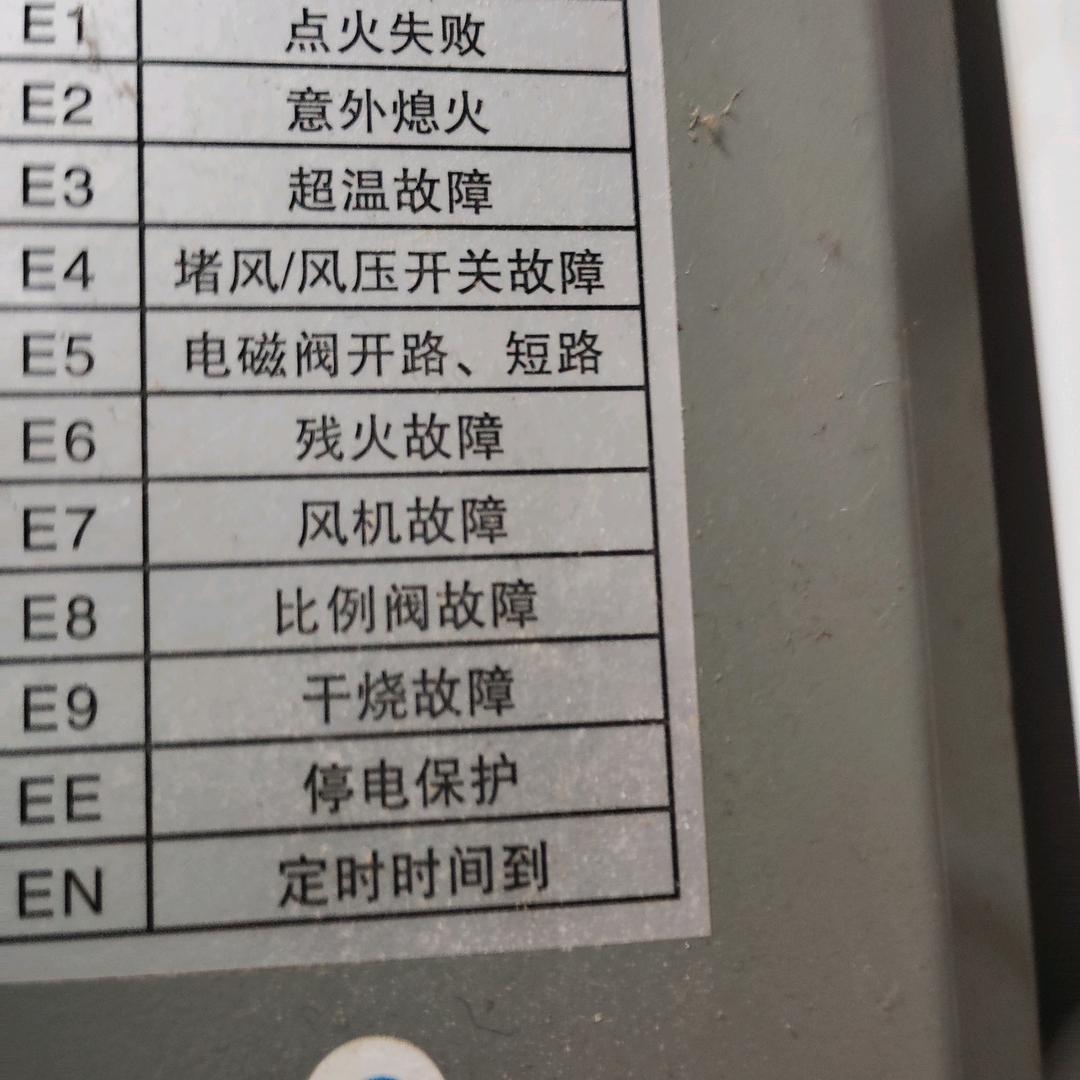 E1 点火失败
E2 意外熄火
E3 超温故障
E4 堵风/风压开关故障
E5 电磁阀开路、短路
E6 残火故障
E7 风机故障
E8 比例阀故障
E9 干烧故障
EE 停电保护
EN 定时时间到